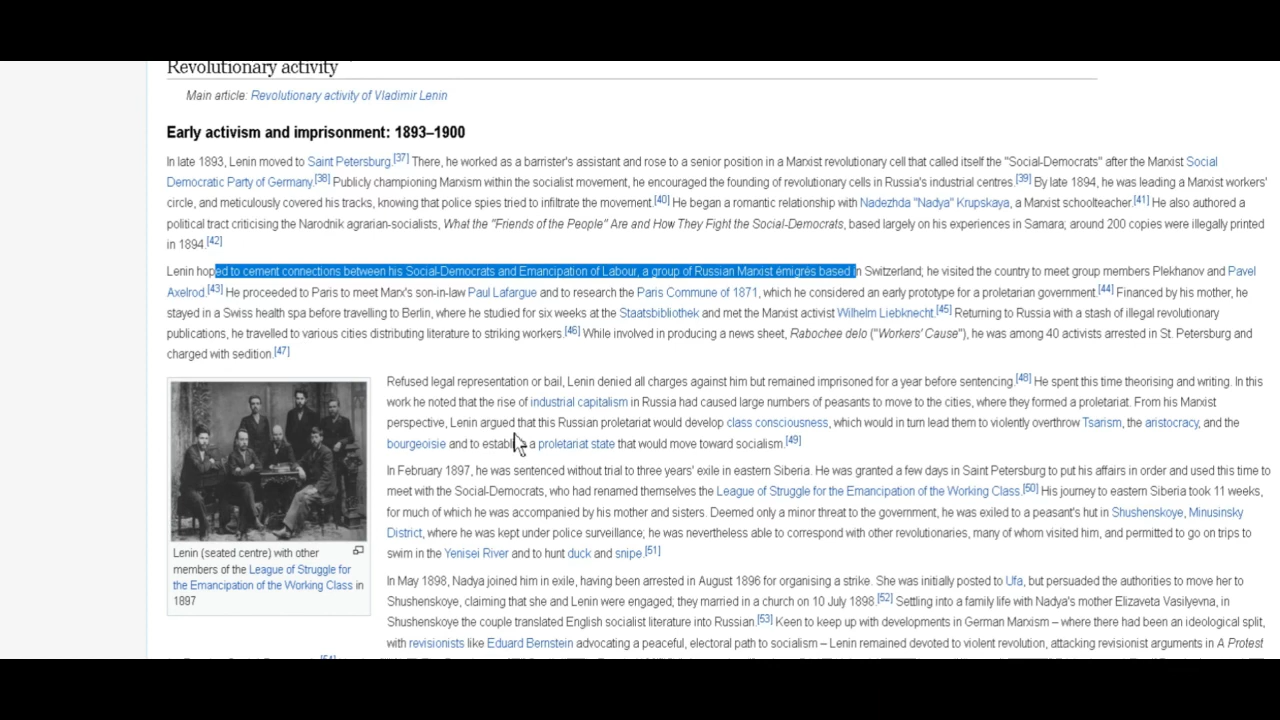 Revolutionary activity
Main article: Revolutionary activity of Vladimir Lenin
Early activism and imprisonment: 1893–1900
In late 1893, Lenin moved to Saint Petersburg.[37] There, he worked as a barrister's assistant and rose to a senior position in a Marxist revolutionary cell that called itself the "Social-Democrats" after the Marxist Social
Democratic Party of Germany.[38] Publicly championing Marxism within the socialist movement, he encouraged the founding of revolutionary cells in Russia's industrial centres.[39] By late 1894, he was leading a Marxist workers'
circle, and meticulously covered his tracks, knowing that police spies tried to infiltrate the movement.[40] He began a romantic relationship with Nadezhda "Nadya" Krupskaya, a Marxist schoolteacher.[41] He also authored a
political tract criticising the Narodnik agrarian-socialists, What the "Friends of the People" Are and How They Fight the Social-Democrats, based largely on his experiences in Samara; around 200 copies were illegally printed
in 1894.[42]
Lenin hoped to cement connections between his Social-Democrats and Emancipation of Labour, a group of Russian Marxist émigrés based in Switzerland; he visited the country to meet group members Plekhanov and Pavel
Axelrod.[43] He proceeded to Paris to meet Marx's son-in-law Paul Lafargue and to research the Paris Commune of 1871, which he considered an early prototype for a proletarian government.[44] Financed by his mother, he
stayed in a Swiss health spa before travelling to Berlin, where he studied for six weeks at the Staatsbibliothek and met the Marxist activist Wilhelm Liebknecht.[45] Returning to Russia with a stash of illegal revolutionary
publications, he travelled to various cities distributing literature to striking workers.[46] While involved in producing a news sheet, Rabochee delo ("Workers' Cause"), he was among 40 activists arrested in St. Petersburg and
charged with sedition.[47]
Refused legal representation or bail, Lenin denied all charges against him but remained imprisoned for a year before sentencing.[48] He spent this time theorising and writing. In this
work he noted that the rise of industrial capitalism in Russia had caused large numbers of peasants to move to the cities, where they formed a proletariat. From his Marxist
perspective, Lenin argued that this Russian proletariat would develop class consciousness, which would in turn lead them to violently overthrow Tsarism, the aristocracy, and the
bourgeoisie and to establish a proletariat state that would move toward socialism.[49]
In February 1897, he was sentenced without trial to three years' exile in eastern Siberia. He was granted a few days in Saint Petersburg to put his affairs in order and used this time to
meet with the Social-Democrats, who had renamed themselves the League of Struggle for the Emancipation of the Working Class.[50] His journey to eastern Siberia took 11 weeks,
for much of which he was accompanied by his mother and sisters. Deemed only a minor threat to the government, he was exiled to a peasant's hut in Shushenskoye, Minusinsky
District, where he was kept under police surveillance; he was nevertheless able to correspond with other revolutionaries, many of whom visited him, and permitted to go on trips to
swim in the Yenisei River and to hunt duck and snipe.[51]
In May 1898, Nadya joined him in exile, having been arrested in August 1896 for organising a strike. She was initially posted to Ufa, but persuaded the authorities to move her to
Shushenskoye, claiming that she and Lenin were engaged; they married in a church on 10 July 1898.[52] Settling into a family life with Nadya's mother Elizaveta Vasilyevna, in
Shushenskoye the couple translated English socialist literature into Russian.[53] Keen to keep up with developments in German Marxism – where there had been an ideological split,
with revisionists like Eduard Bernstein advocating a peaceful, electoral path to socialism – Lenin remained devoted to violent revolution, attacking revisionist arguments in A Protest
Lenin (seated centre) with other
members of the League of Struggle
for the Emancipation of the Working Class in
1897